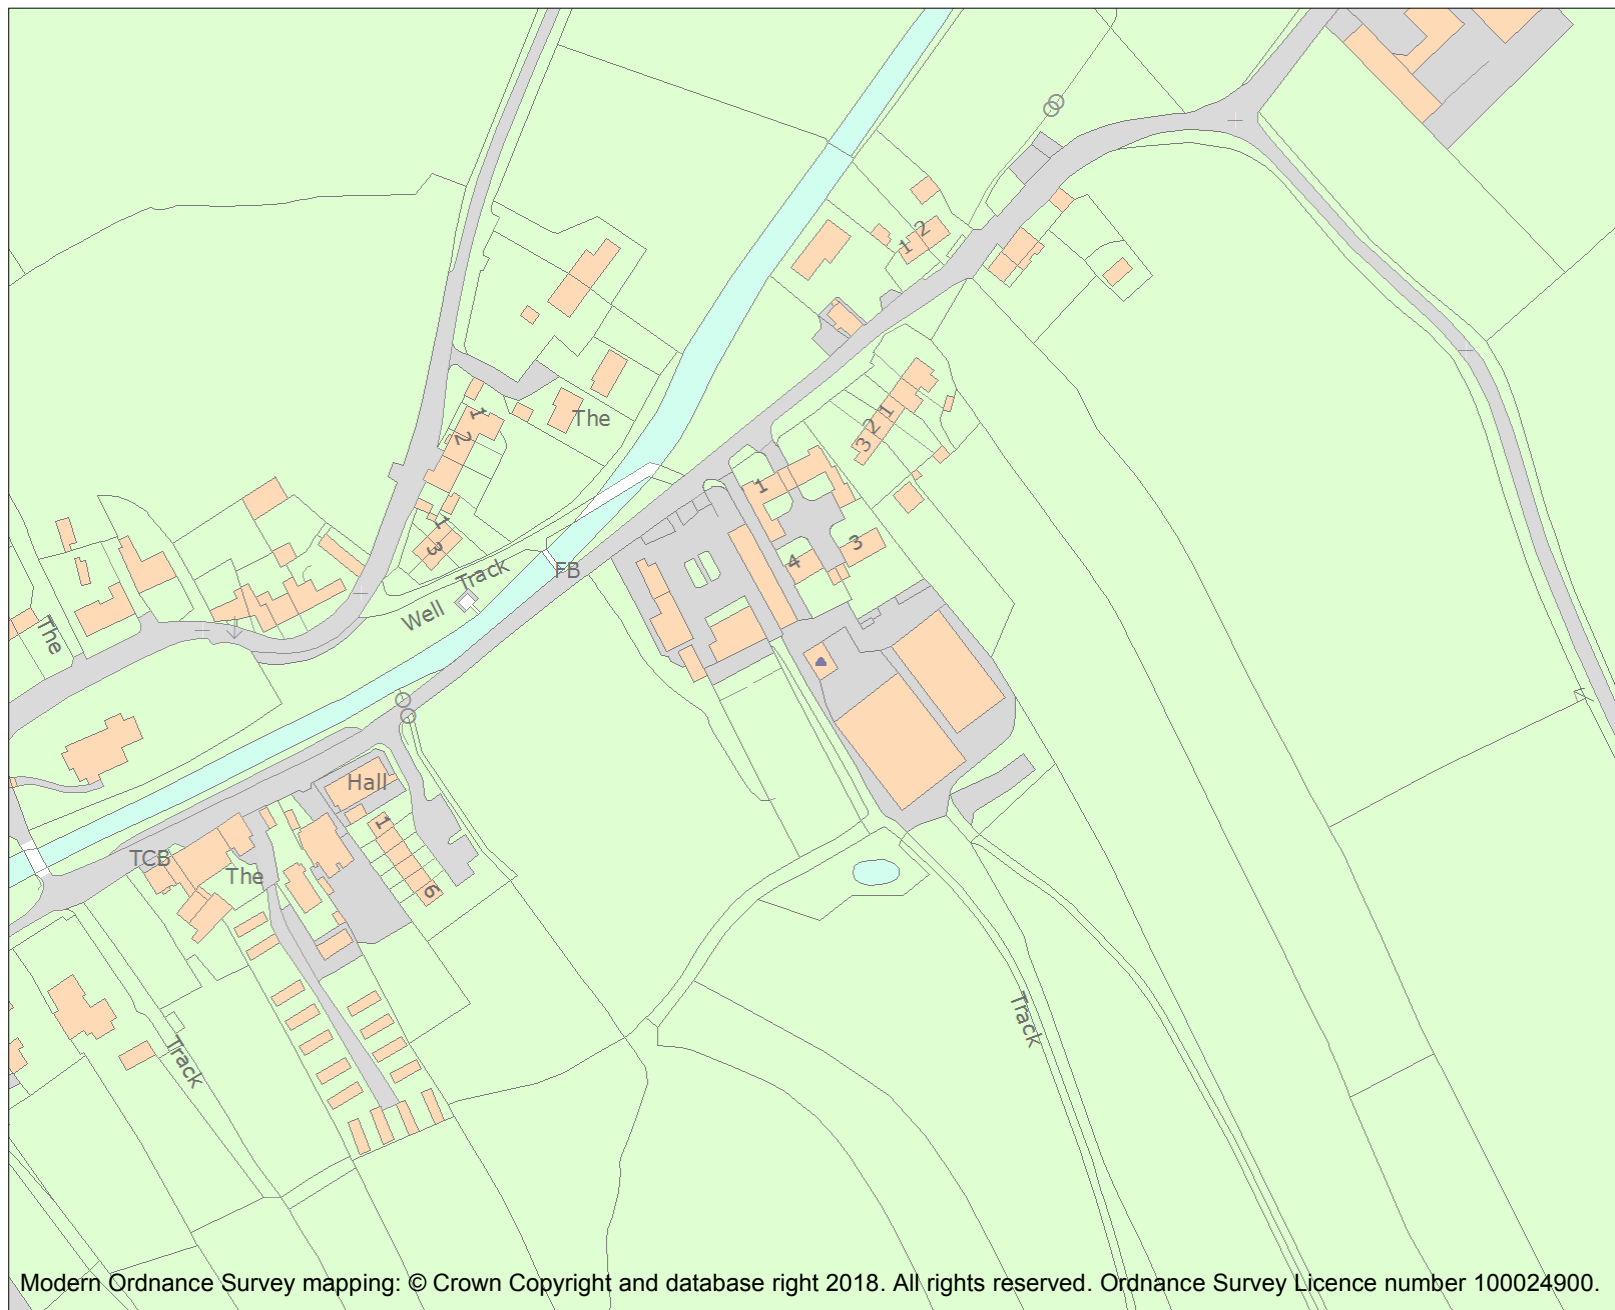 1 2
1
2
The
3 2 1
1
1
3
4
3
FB
Track
Well
The
Hall
1
6
TCB
The
Track
Track
Modern Ordnance Survey mapping: © Crown Copyright and database right 2018. All rights reserved. Ordnance Survey Licence number 100024900.